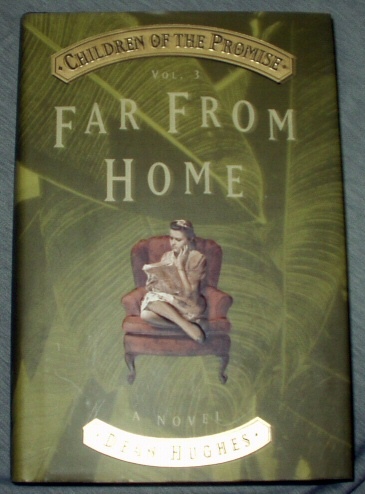 CHILDREN OF THE PROMISE
VOL. 3
FAR FROM
HOME
A NOVEL
DEAN HUGHES